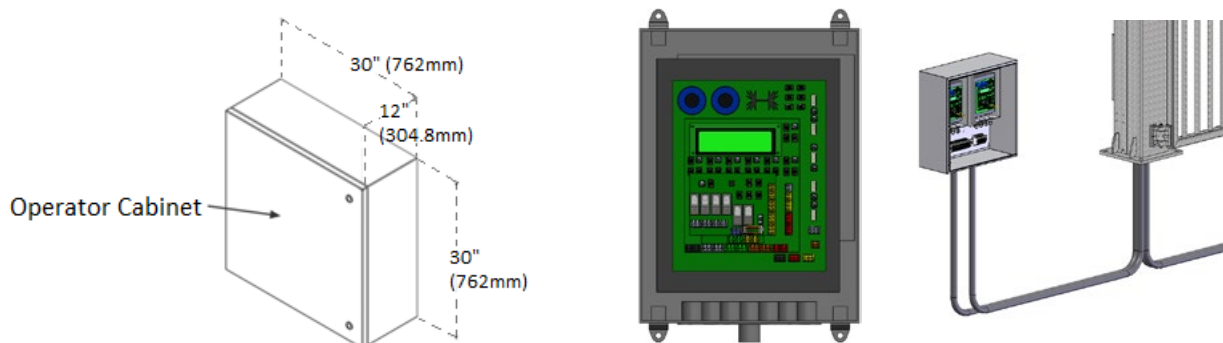 30" (762mm)
12"
(304.8mm)
Operator Cabinet
30"
(762mm)